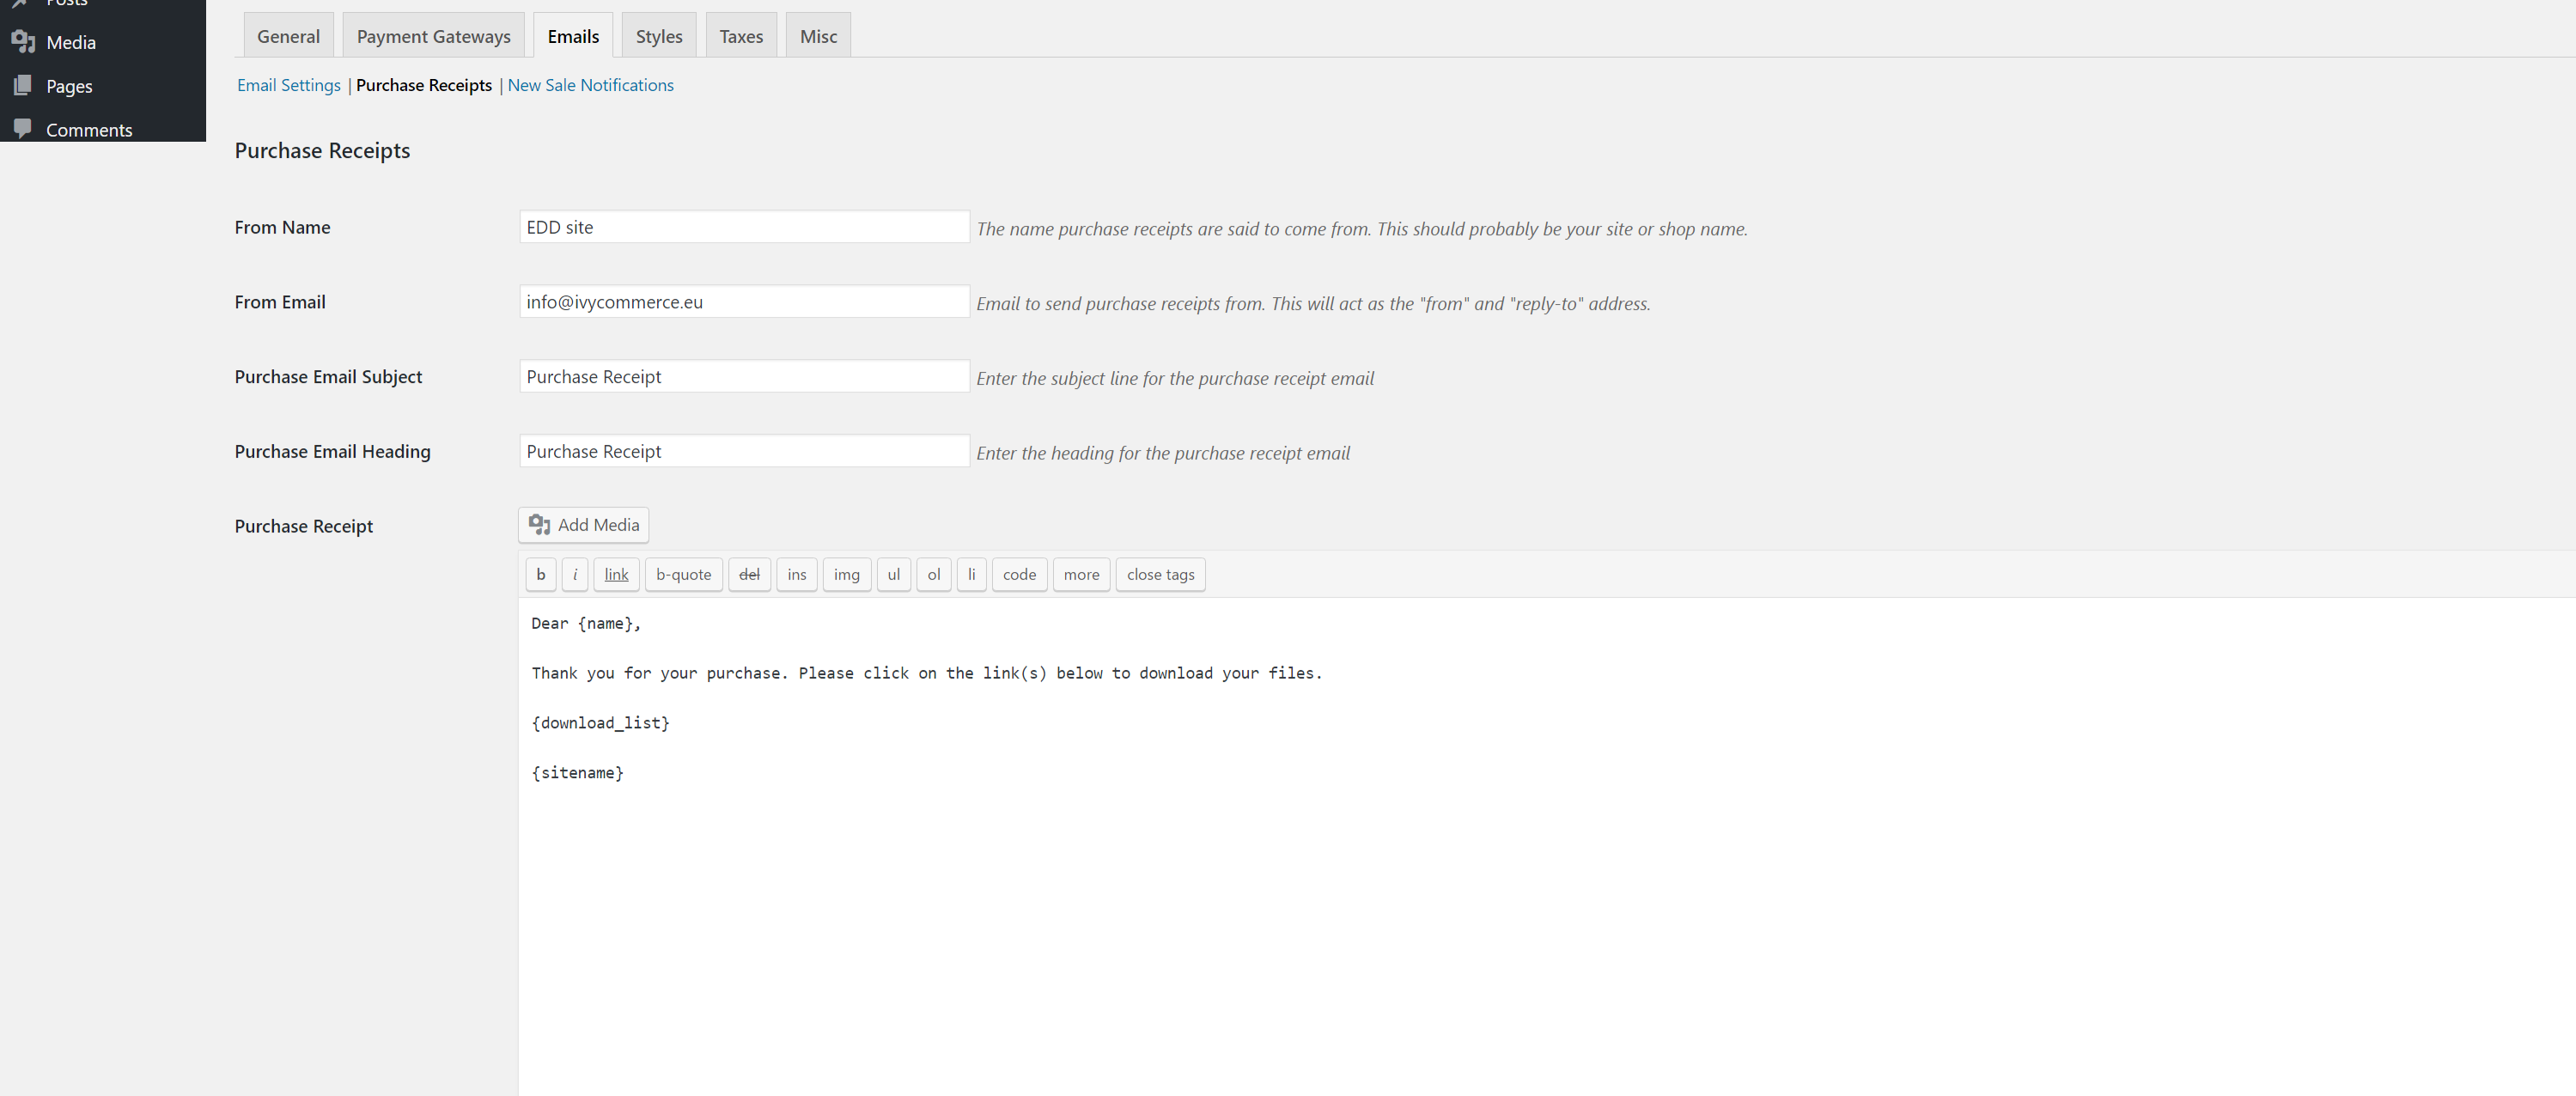 Posts
Media
Pages
Comments
General Payment Gateways Emails Styles Taxes Misc
Email Settings | Purchase Receipts | New Sale Notifications
Purchase Receipts
From Name EDD site The name purchase receipts are said to come from. This should probably be your site or shop name.
From Email info@ivycommerce.eu Email to send purchase receipts from. This will act as the "from" and "reply-to" address.
Purchase Email Subject Purchase Receipt Enter the subject line for the purchase receipt email
Purchase Email Heading Purchase Receipt Enter the heading for the purchase receipt email
Purchase Receipt Add Media
b i link b-quote del ins img ul ol li code more close tags
Dear {name},
Thank you for your purchase. Please click on the link(s) below to download your files.
{download_list}
{sitename}